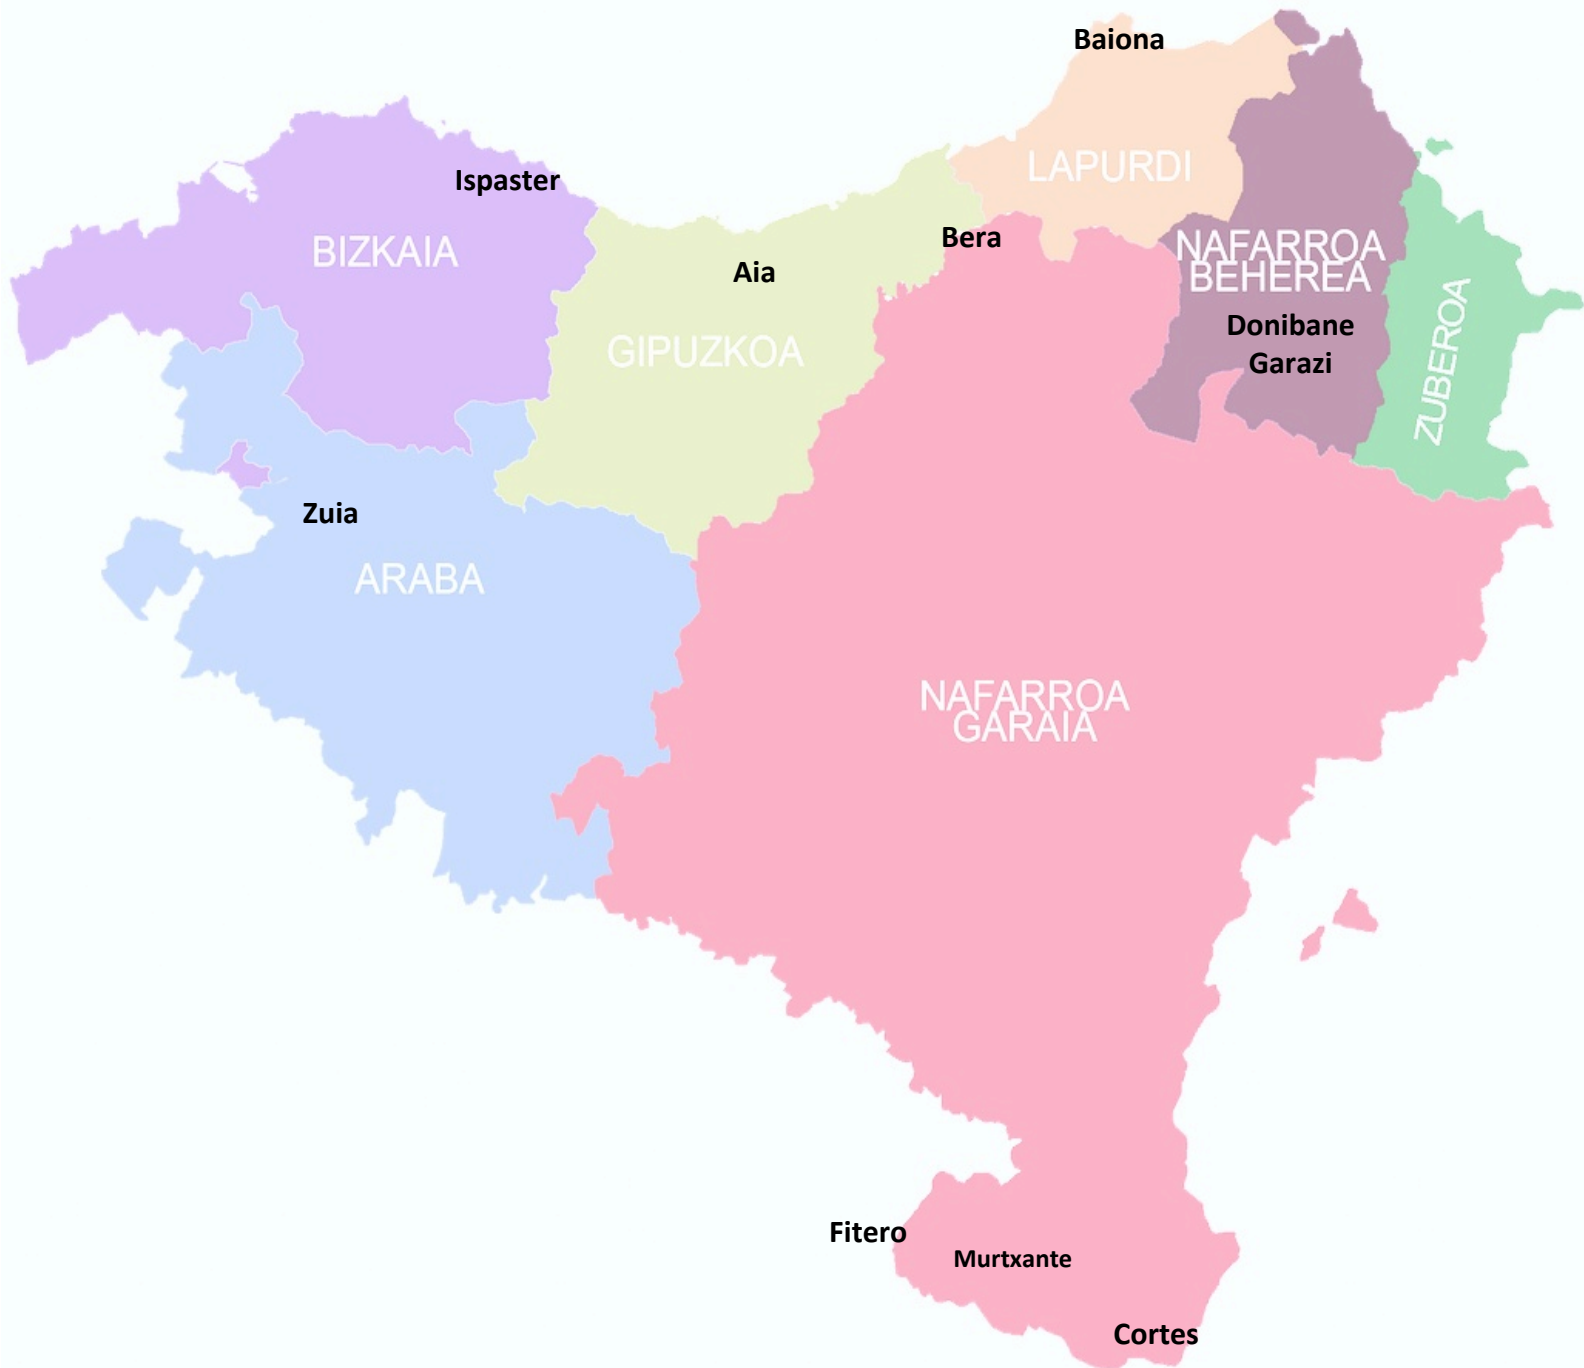 Baiona
LAPURDI
Ispaster
BIZKAIA
Bera
NAFARROA
BEHEREA
Aia
ZUBEROA
Donibane
Garazi
GIPUZKOA
Zuia
ARABA
NAFARROA
GARAIA
Fitero
Murtxante
Cortes